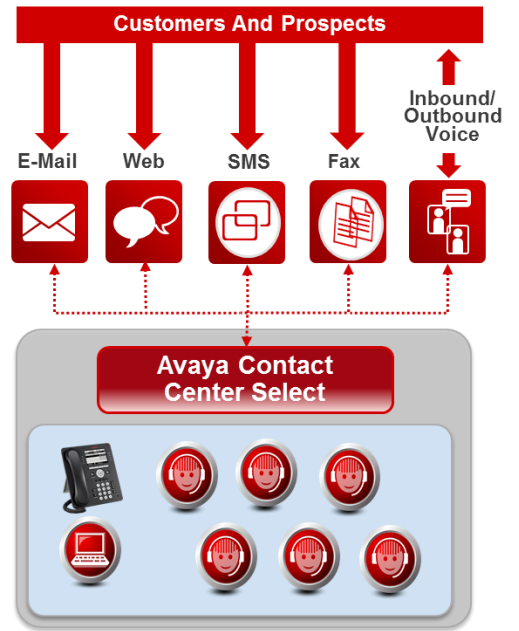 Customers And Prospects
Inbound/
Outbound
Voice
E-Mail
Web
SMS
Fax
Avaya Contact
Center Select